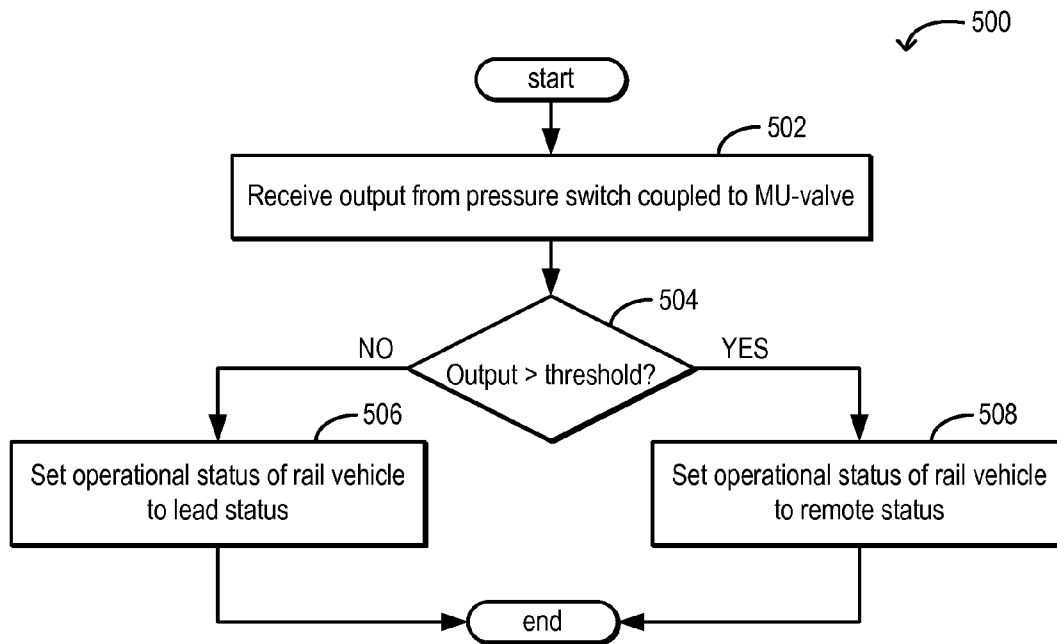 500
start
502
Receive output from pressure switch coupled to MU-valve
504
NO
YES
Output > threshold?
506
508
Set operational status of rail vehicle
to lead status
Set operational status of rail vehicle
to remote status
end